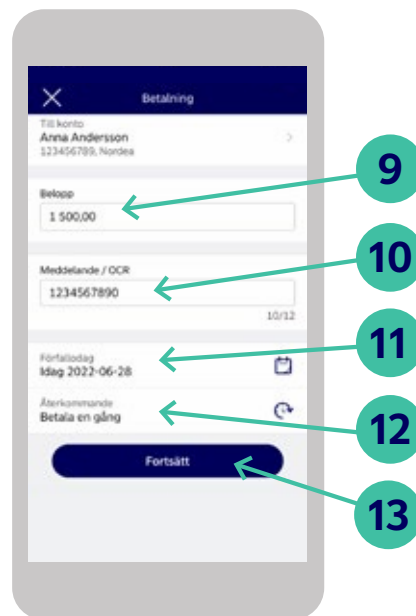 Betalning
Till konto
Anna Andersson
123456789, Nordea
Belopp
9
1 500,00
10
Meddelande / OCR
1234567890
10/12
11
Förfallodag
Idag 2022-06-28
Återkommande
12
Betala en gång
Fortsätt
13